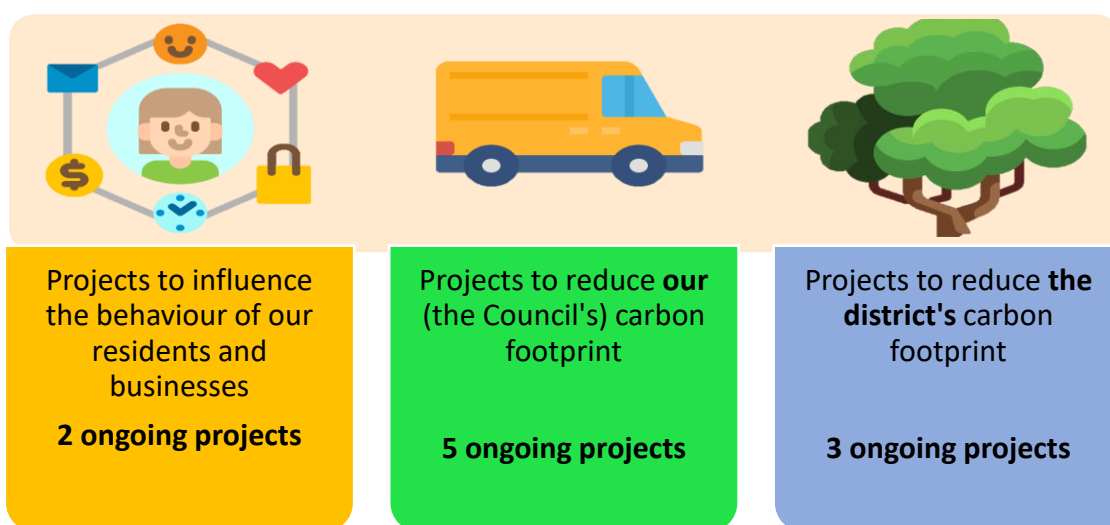 Projects to influence
the behaviour of our
residents and
businesses
2 ongoing projects
Projects to reduce our
(the Council's) carbon
footprint
5 ongoing projects
Projects to reduce the
district's carbon
footprint
3 ongoing projects